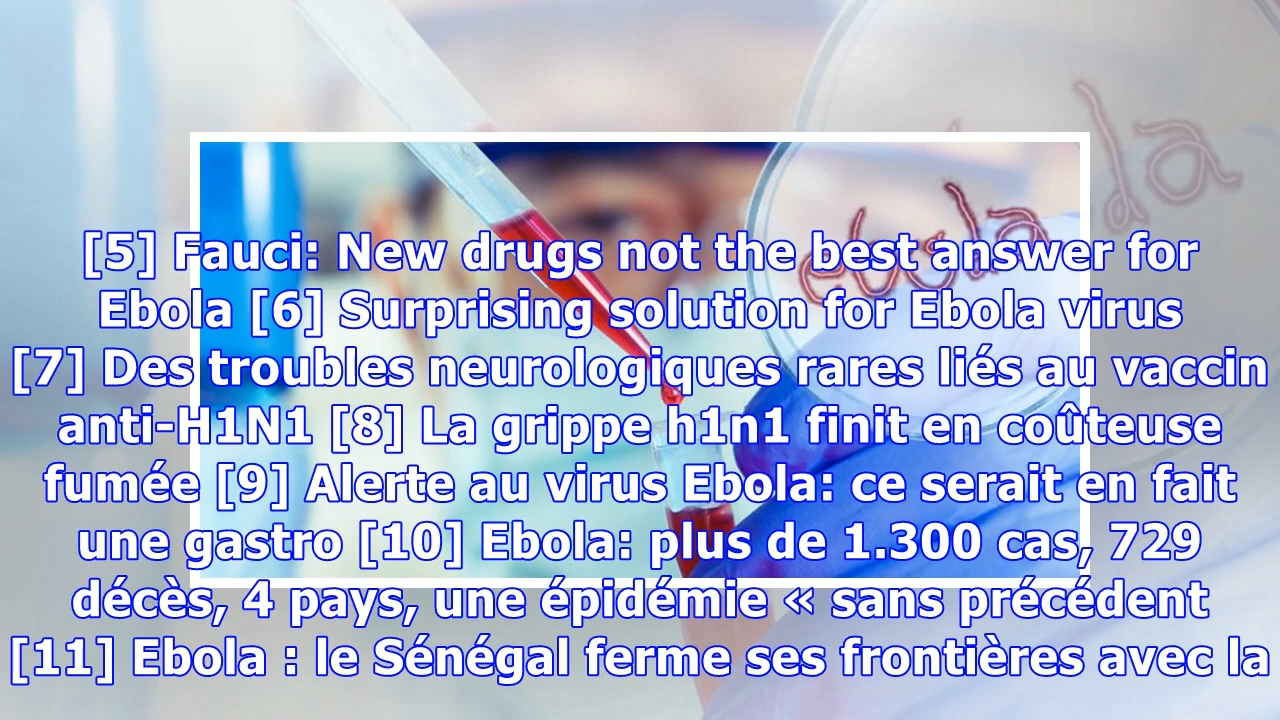 ebola
[5] Fauci: New drugs not the best answer for
Ebola [6] Surprising solution for Ebola virus
[7] Des troubles neurologiques rares liés au vaccin
anti-H1N1 [8] La grippe h1n1 finit en coûteuse
fumée [9] Alerte au virus Ebola: ce serait en fait
une gastro [10] Ebola: plus de 1.300 cas, 729
décès, 4 pays, une épidémie « sans précédent
[11] Ebola : le Sénégal ferme ses frontières avec la